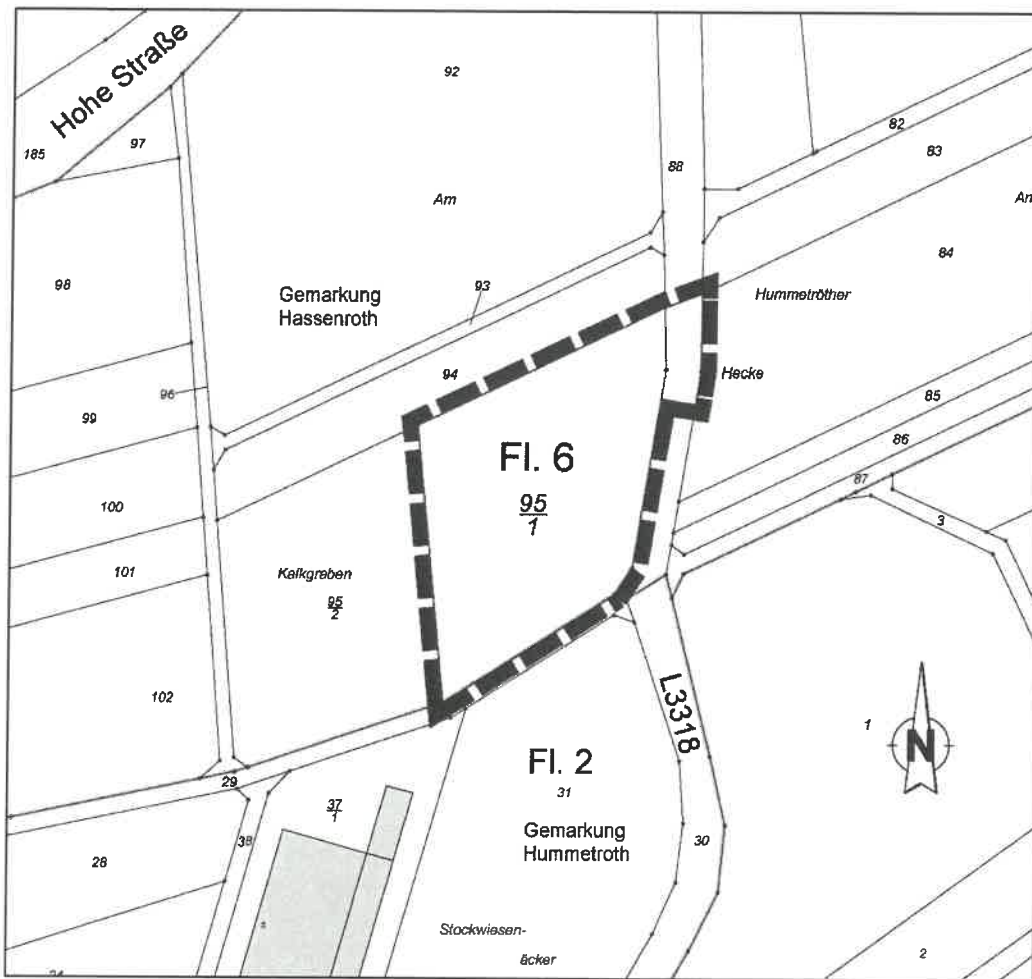 Hohe Straße
92
82
97
83
185
88
Am
84
98
93
Gemarkung
Hassenroth
Hummetröther
94
Hecke
96
85
99
Fl. 6
86
95
1
87
100
3
101
Kalkgraben
95
2
102
L3318
1
N
Fl. 2
29
31
37
1
Gemarkung
Hummetroth
38
30
28
Stockwiesen-
äcker
2